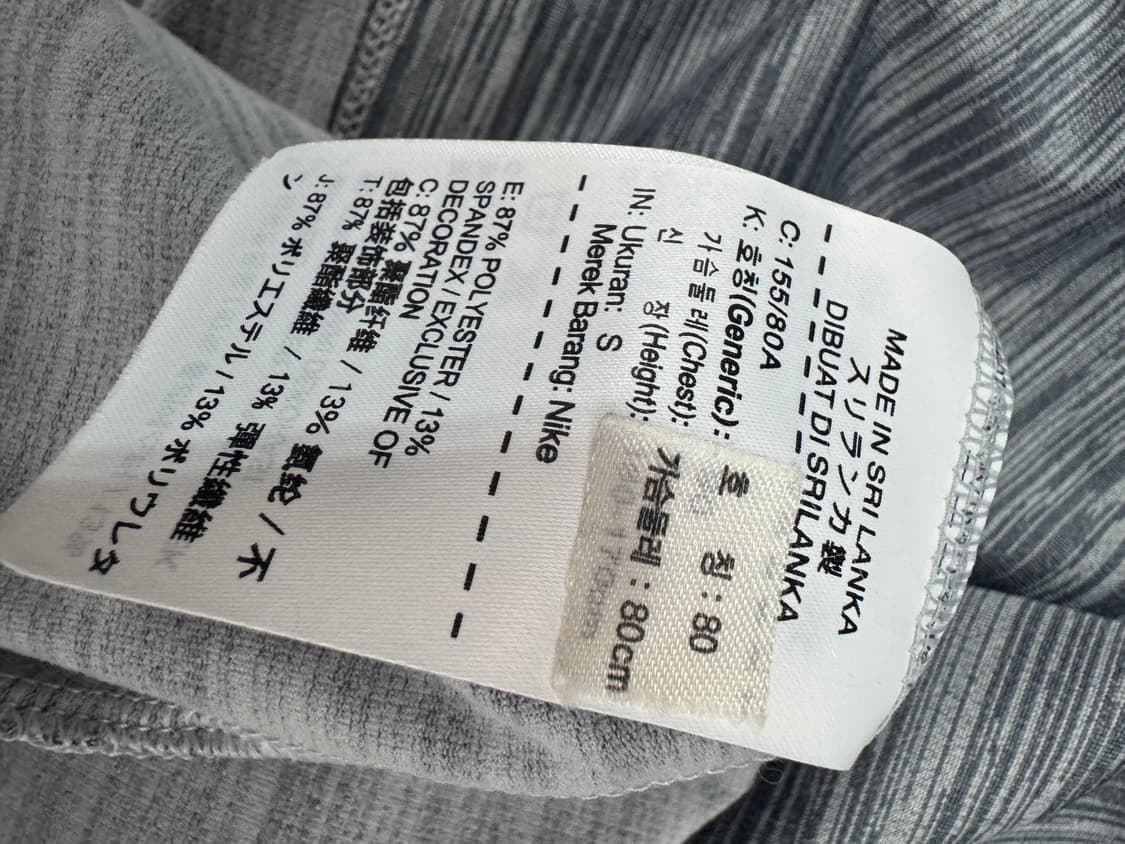 MADE IN SRI LANKA
スリランカ製
DIBUAT DI SRILANKA
C: 155/80A
K: 호칭(Generic):
가슴둘레(Chest):
신 장(Height):
호 칭 : 80
가슴둘레 : 80cm
IN: Ukuran: S
Merek Barang: Nike
E: 87% POLYESTER / 13%
SPANDEX / EXCLUSIVE OF
DECORATION
C: 87% 聚酯纤维 / 13% 氨纶 / 不
包括装饰部分
T: 87% 聚酯纖維 / 13% 彈性纖維
J: 87% ポリエステル / 13% ポリウレタ
ン